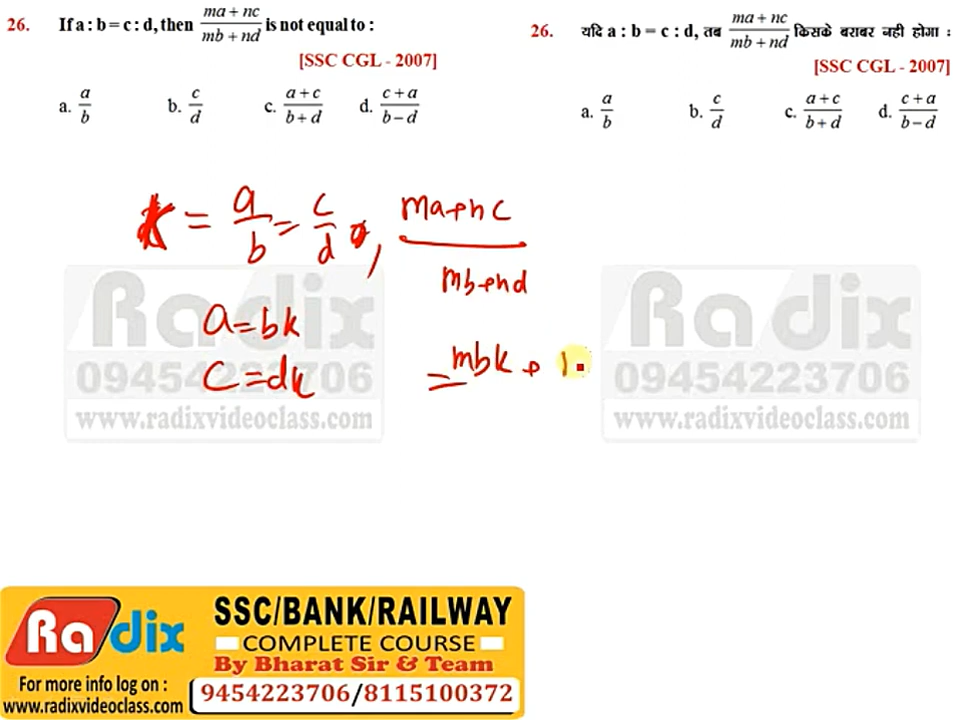 26. If a : b = c : d, then (ma + nc)/(mb + nd) is not equal to :
[SSC CGL - 2007]
a. a/b b. c/d c. (a + c)/(b + d) d. (c + a)/(b – d)
26. यदि a : b = c : d, तब (ma + nc)/(mb + nd) किसके बराबर नही होगा :
[SSC CGL - 2007]
a. a/b b. c/d c. (a + c)/(b + d) d. (c + a)/(b – d)
k = a/b = c/d , (ma+nc)/(mb+nd)
a = bk
c = dk
= mbk +
Radix
09454223706
www.radixvideoclass.com
Radix
09454223706
www.radixvideoclass.com
Radix
For more info log on :
www.radixvideoclass.com
SSC/BANK/RAILWAY
COMPLETE COURSE
By Bharat Sir & Team
9454223706/8115100372